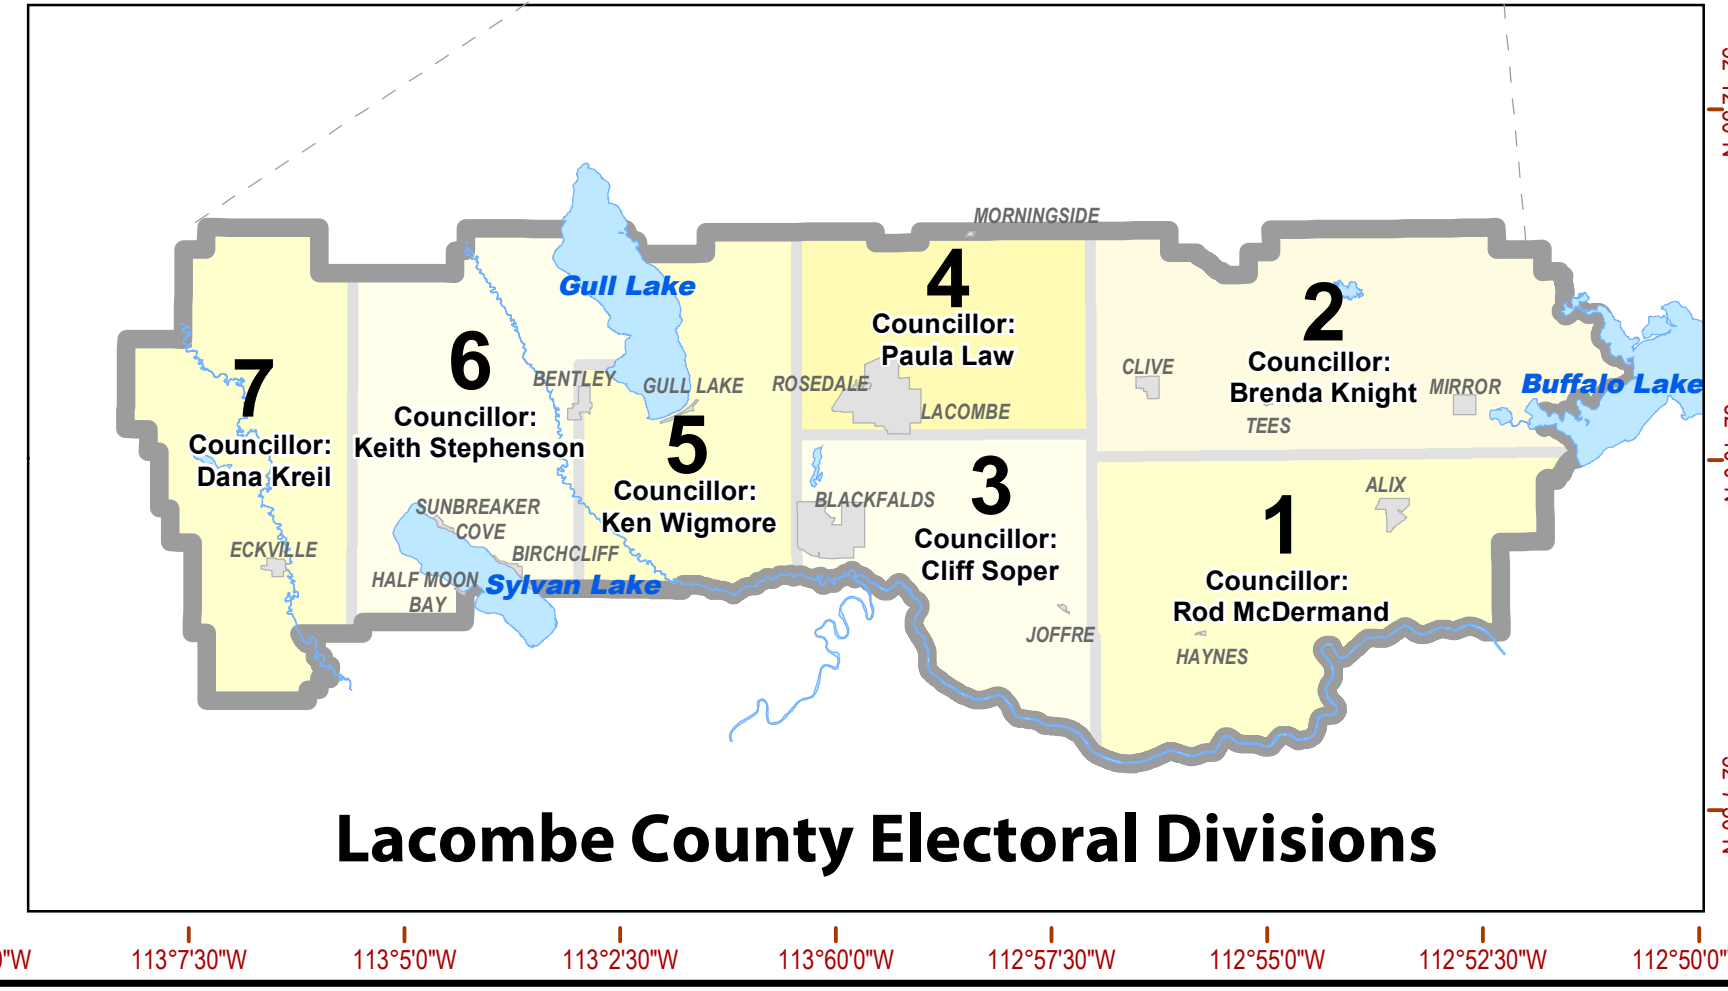 MORNINGSIDE
4
Councillor:
Paula Law
Gull Lake
2
Councillor:
Brenda Knight
6
Councillor:
Keith Stephenson
7
Councillor:
Dana Kreil
BENTLEY
GULL LAKE
ROSEDALE
LACOMBE
CLIVE
MIRROR
Buffalo Lake
TEES
5
Councillor:
Ken Wigmore
3
Councillor:
Cliff Soper
BLACKFALDS
ALIX
1
Councillor:
Rod McDermand
SUNBREAKER
COVE
ECKVILLE
BIRCHCLIFF
HALF MOON
BAY
Sylvan Lake
JOFFRE
HAYNES
Lacombe County Electoral Divisions
0"W
113°7'30"W
113°5'0"W
113°2'30"W
113°60'0"W
112°57'30"W
112°55'0"W
112°52'30"W
112°50'0"